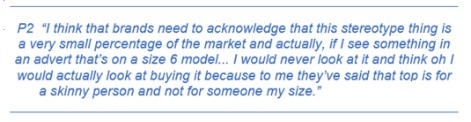 P2 “I think that brands need to acknowledge that this stereotype thing is
a very small percentage of the market and actually, if I see something in
an advert that's on a size 6 model... I would never look at it and think oh I
would actually look at buying it because to me they've said that top is for
a skinny person and not for someone my size.”